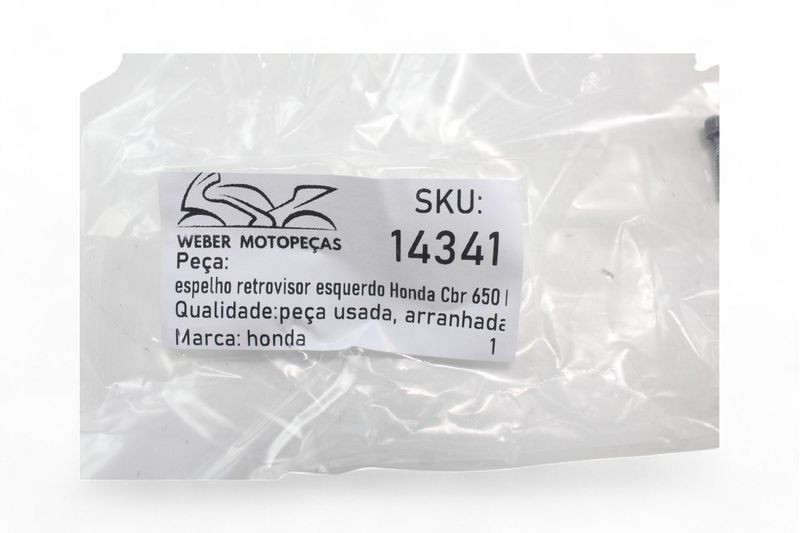 SKU:
WEBER MOTOPEÇAS
14341
Peça:
espelho retrovisor esquerdo Honda Cbr 650
Qualidade:peça usada, arranhada
Marca: honda 1